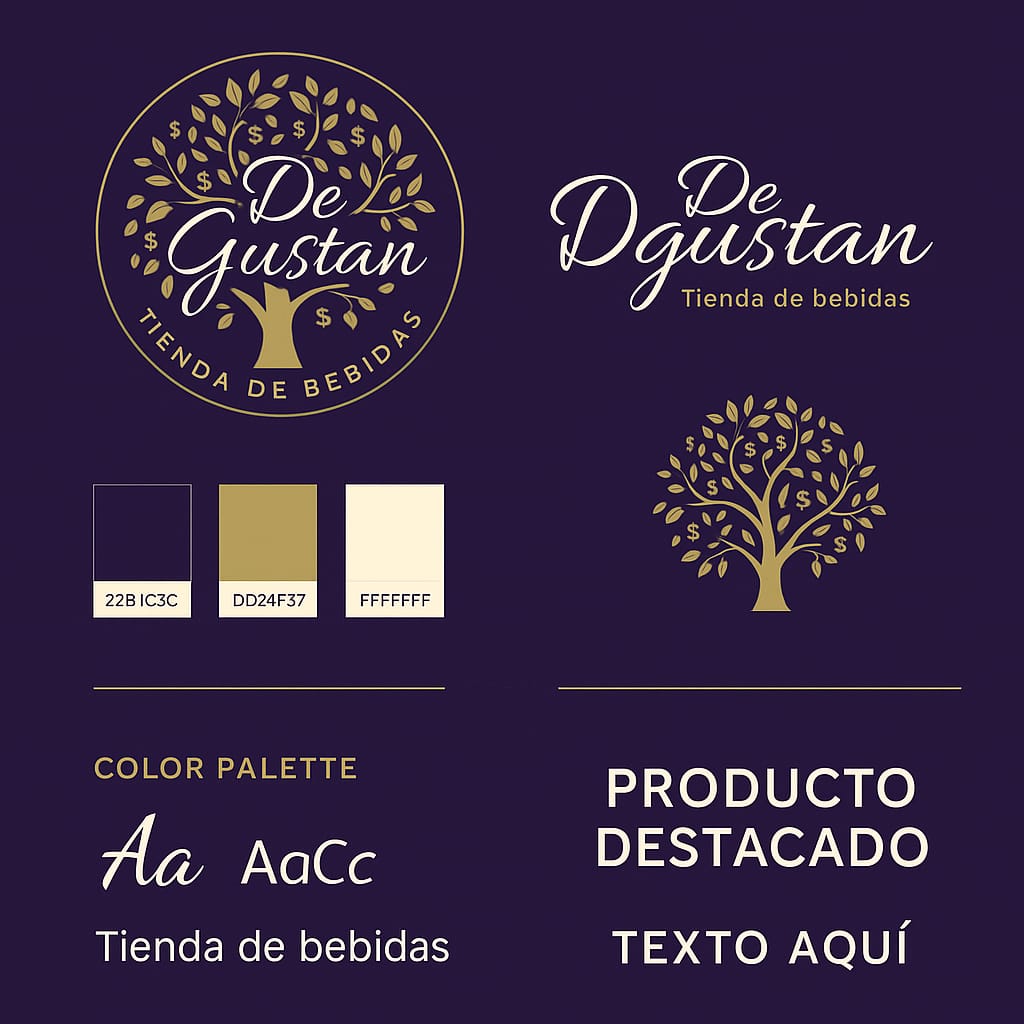 De
Gustan
TIENDA DE BEBIDAS
De
Dgustan
Tienda de bebidas
22B IC3C
DD24F37
FFFFFFF
COLOR PALETTE
Aa AaCc
Tienda de bebidas
PRODUCTO
DESTACADO
TEXTO AQUÍ